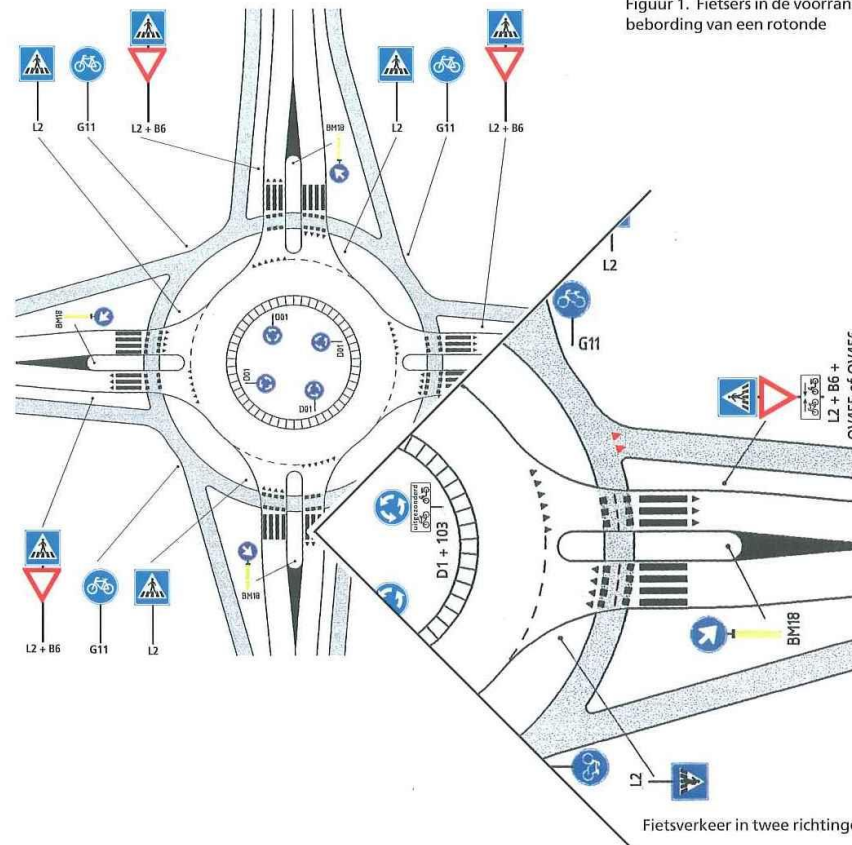 Figuur 1. Fietsers in de voorran
bebording van een rotonde
L2
G11
L2 + B6
L2
G11
L2 + B6
BM18
BM18
D01
D01
D01
D01
BM18
L2 + B6
G11
L2
L2
G11
L2 + B6 +
uitgezonderd
D1 + 103
BM18
L2
Fietsverkeer in twee richtinge